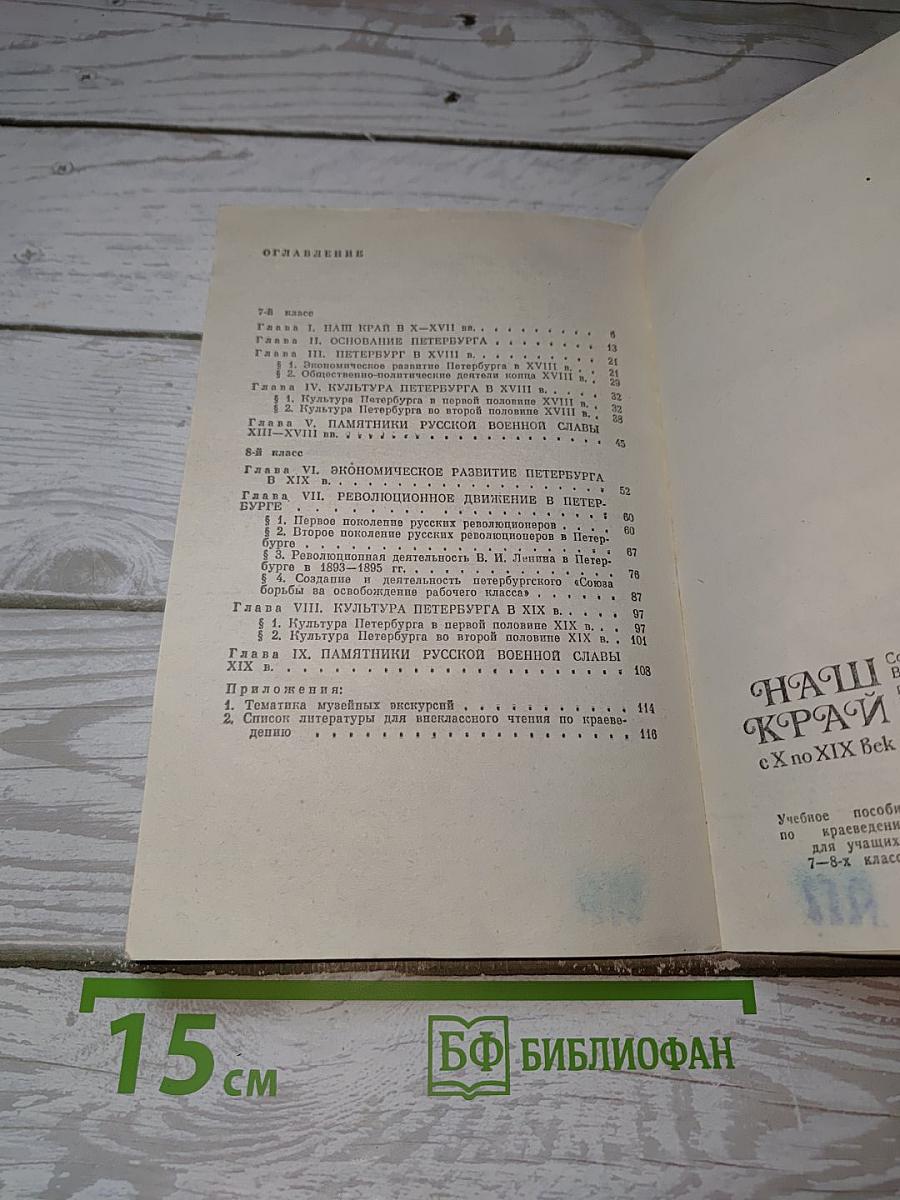 ОГЛАВЛЕНИЕ
7-й класс
Глава I. НАШ КРАЙ В X—XVII вв. . . . . . . . . . 6
Глава II. ОСНОВАНИЕ ПЕТЕРБУРГА . . . . . . . . . 13
Глава III. ПЕТЕРБУРГ В XVIII в. . . . . . . . . . . 21
§ 1. Экономическое развитие Петербурга в XVIII в. . . 21
§ 2. Общественно-политические деятели конца XVIII в. . . 29
Глава IV. КУЛЬТУРА ПЕТЕРБУРГА В XVIII в. . . . . 32
§ 1. Культура Петербурга в первой половине XVIII в. . 32
§ 2. Культура Петербурга во второй половине XVIII в. . 38
Глава V. ПАМЯТНИКИ РУССКОЙ ВОЕННОЙ СЛАВЫ
XIII—XVIII вв. . . . . . . . . . . . . . . . . 45
8-й класс
Глава VI. ЭКОНОМИЧЕСКОЕ РАЗВИТИЕ ПЕТЕРБУРГА
В XIX в. . . . . . . . . . . . . . . . . . . 52
Глава VII. РЕВОЛЮЦИОННОЕ ДВИЖЕНИЕ В ПЕТЕР-
БУРГЕ . . . . . . . . . . . . . . . . . . . 60
§ 1. Первое поколение русских революционеров . . . . 60
§ 2. Второе поколение русских революционеров в Петер-
бурге . . . . . . . . . . . . . . . . . . . 67
§ 3. Революционная деятельность В. И. Ленина в Петер-
бурге в 1893—1895 гг. . . . . . . . . . . . . . 76
§ 4. Создание и деятельность петербургского «Союза
борьбы за освобождение рабочего класса» . . . . . . 87
Глава VIII. КУЛЬТУРА ПЕТЕРБУРГА В XIX в. . . . . 97
§ 1. Культура Петербурга в первой половине XIX в. . . 97
§ 2. Культура Петербурга во второй половине XIX в. . 101
Глава IX. ПАМЯТНИКИ РУССКОЙ ВОЕННОЙ СЛАВЫ
XIX в. . . . . . . . . . . . . . . . . . . . 108
Приложения:
1. Тематика музейных экскурсий . . . . . . . . . . 114
2. Список литературы для внеклассного чтения по краеве-
дению . . . . . . . . . . . . . . . . . . . 116
НАШ
КРАЙ
с X по XIX век
Учебное пособи
по краеведени
для учащих
7—8-х класс
15 см
БФ БИБЛИОФАН